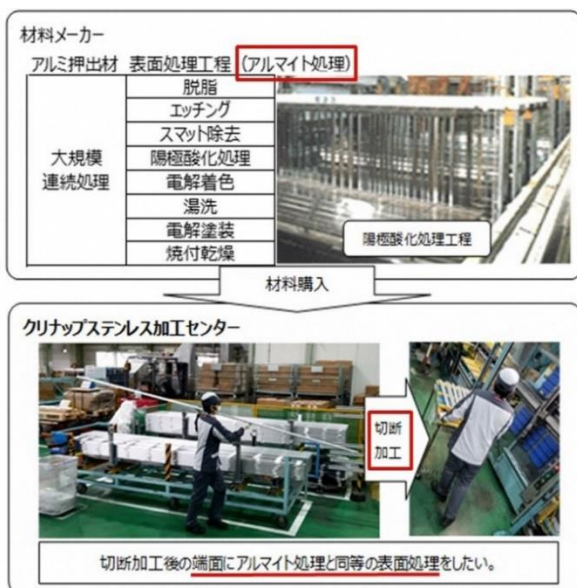 材料メーカー
アルミ押出材 表面処理工程 (アルマイト処理)
大規模
連続処理
脱脂
エッチング
スマット除去
陽極酸化処理
電解着色
湯洗
電解塗装
焼付乾燥
陽極酸化処理工程
材料購入
クリナップステンレス加工センター
切断
加工
切断加工後の端面にアルマイト処理と同等の表面処理をしたい。